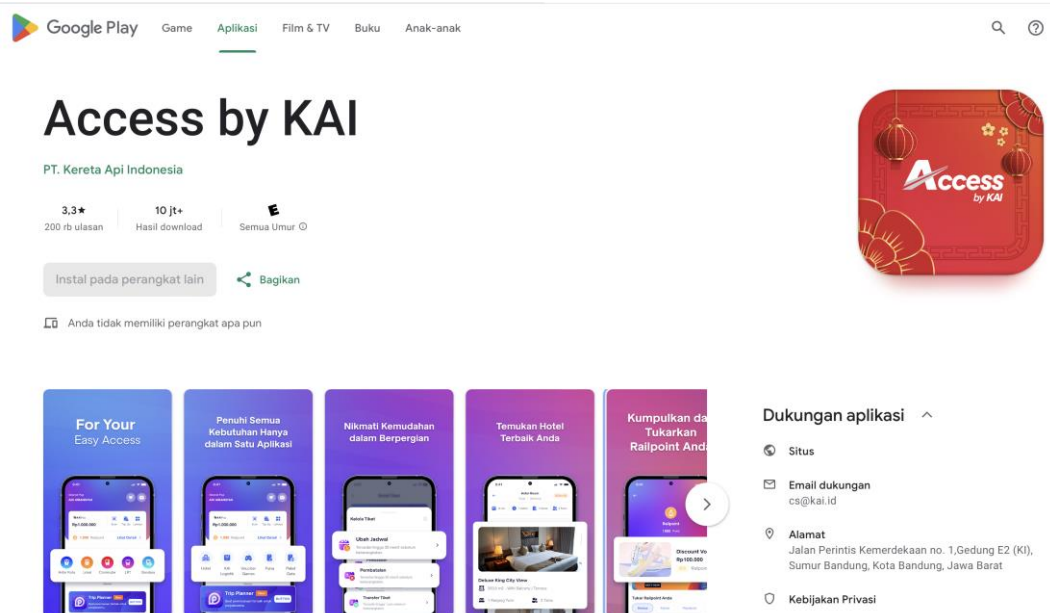 Google Play
Game
Aplikasi
Film & TV
Buku
Anak-anak
Access by KAI
PT. Kereta Api Indonesia
3,3★
200 rb ulasan
10 jt+
Hasil download
E
Semua Umur
Instal pada perangkat lain
Bagikan
Anda tidak memiliki perangkat apa pun
Access
by KAI
For Your
Easy Access
Penuhi Semua
Kebutuhan Hanya
dalam Satu Aplikasi
Nikmati Kemudahan
dalam Berpergian
Kelola Tiket
Ubah Jadwal
Pembatalan
Transfer Tiket
Temukan Hotel
Terbaik Anda
Deluxe King City View
Kumpulkan da
Tukarkan
Railpoint Anda
Discount Vo
Rp100.000
Trip Planner
Trip Planner
Dukungan aplikasi
Situs
Email dukungan
cs@kai.id
Alamat
Jalan Perintis Kemerdekaan no. 1,Gedung E2 (KI),
Sumur Bandung, Kota Bandung, Jawa Barat
Kebijakan Privasi